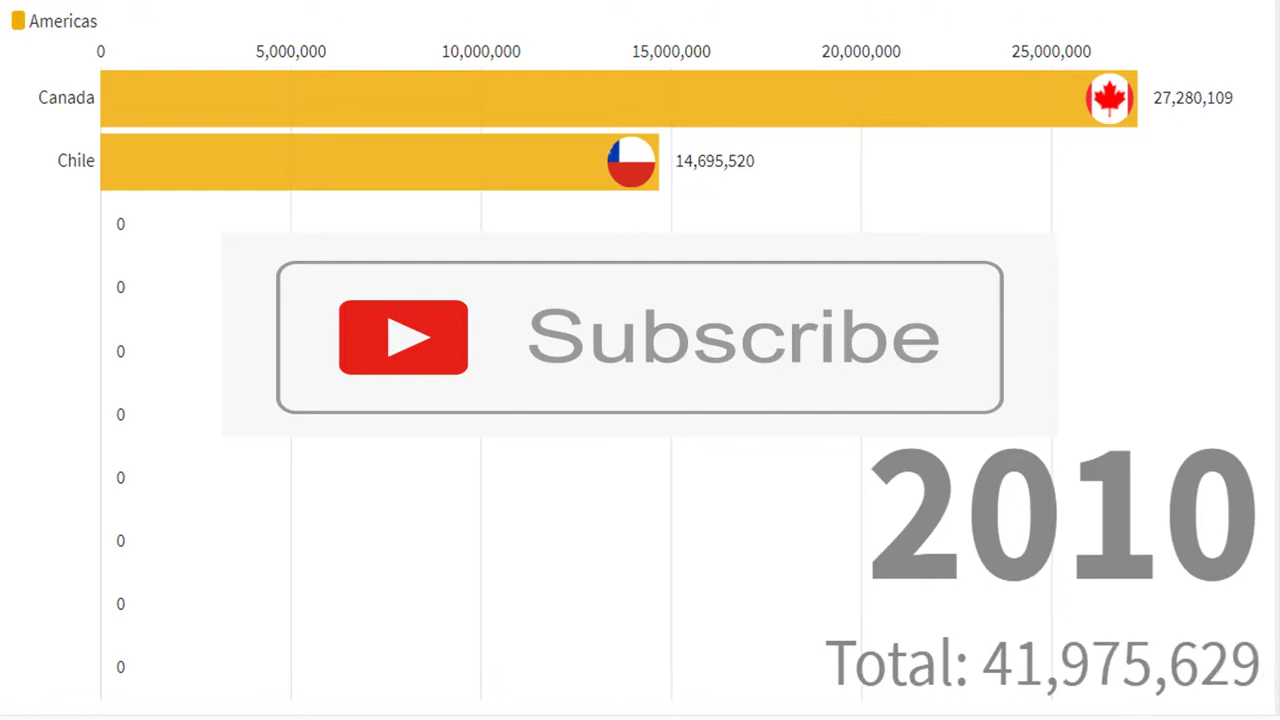 Americas
0 5,000,000 10,000,000 15,000,000 20,000,000 25,000,000
Canada 27,280,109
Chile 14,695,520
0
0
Subscribe
0
0
0
0
0
0
2010
Total: 41,975,629